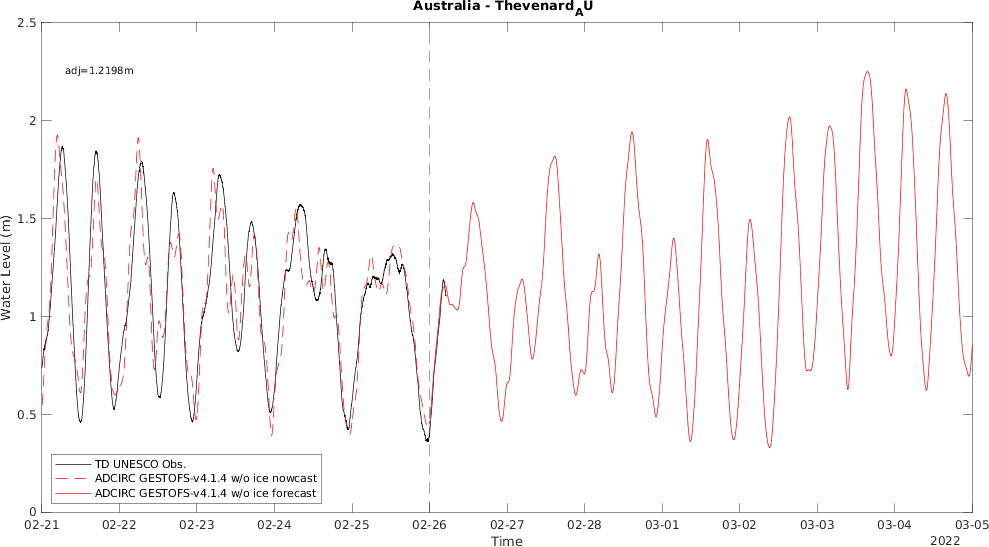 Australia - Thevenard_AU
adj=1.2198m
2.5
2
1.5
1
0.5
0
Water Level (m)
TD UNESCO Obs.
ADCIRC GESTOFS-v4.1.4 w/o ice nowcast
ADCIRC GESTOFS-v4.1.4 w/o ice forecast
02-21 02-22 02-23 02-24 02-25 02-26 02-27 02-28 03-01 03-02 03-03 03-04 03-05
Time
2022